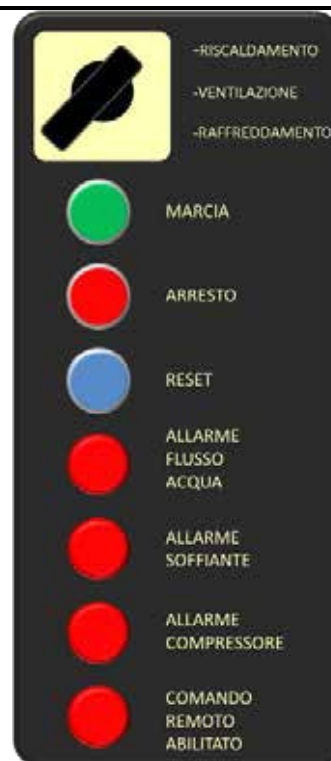 -RISCALDAMENTO
-VENTILAZIONE
-RAFFREDDAMENTO
MARCIA
ARRESTO
RESET
ALLARME
FLUSSO
ACQUA
ALLARME
SOFFIANTE
ALLARME
COMPRESSORE
COMANDO
REMOTO
ABILITATO